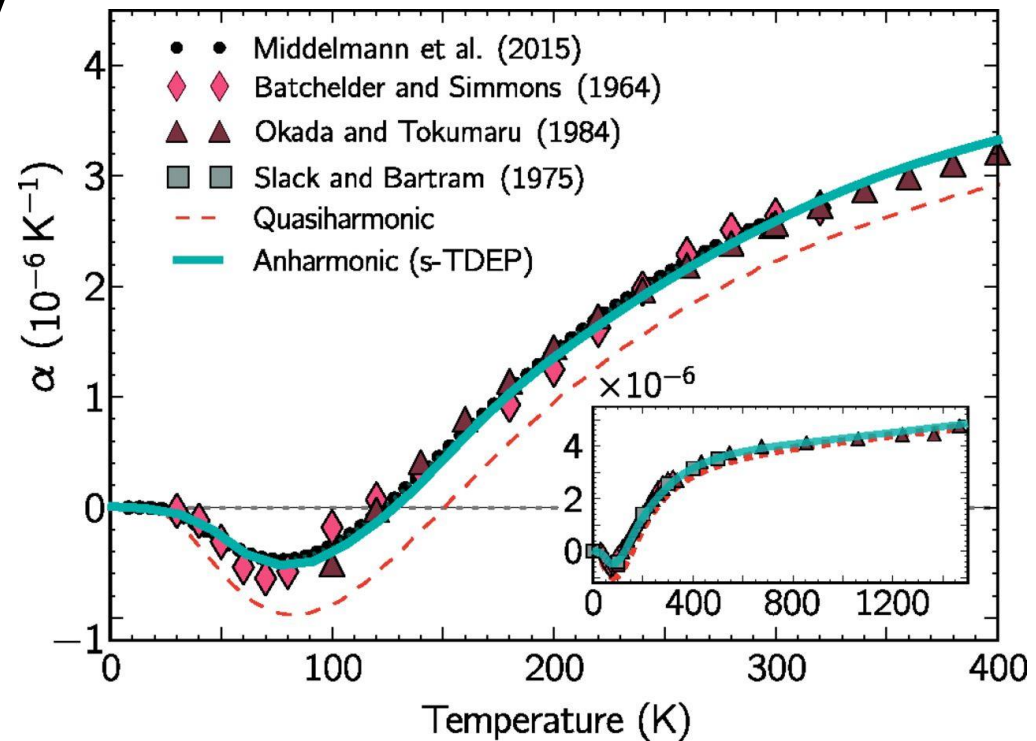 Middelmann et al. (2015)
Batchelder and Simmons (1964)
Okada and Tokumaru (1984)
Slack and Bartram (1975)
Quasiharmonic
Anharmonic (s-TDEP)
α (10⁻⁶ K⁻¹)
4
3
2
1
0
−1
×10⁻⁶
4
2
0
0 400 800 1200
0 100 200 300 400
Temperature (K)